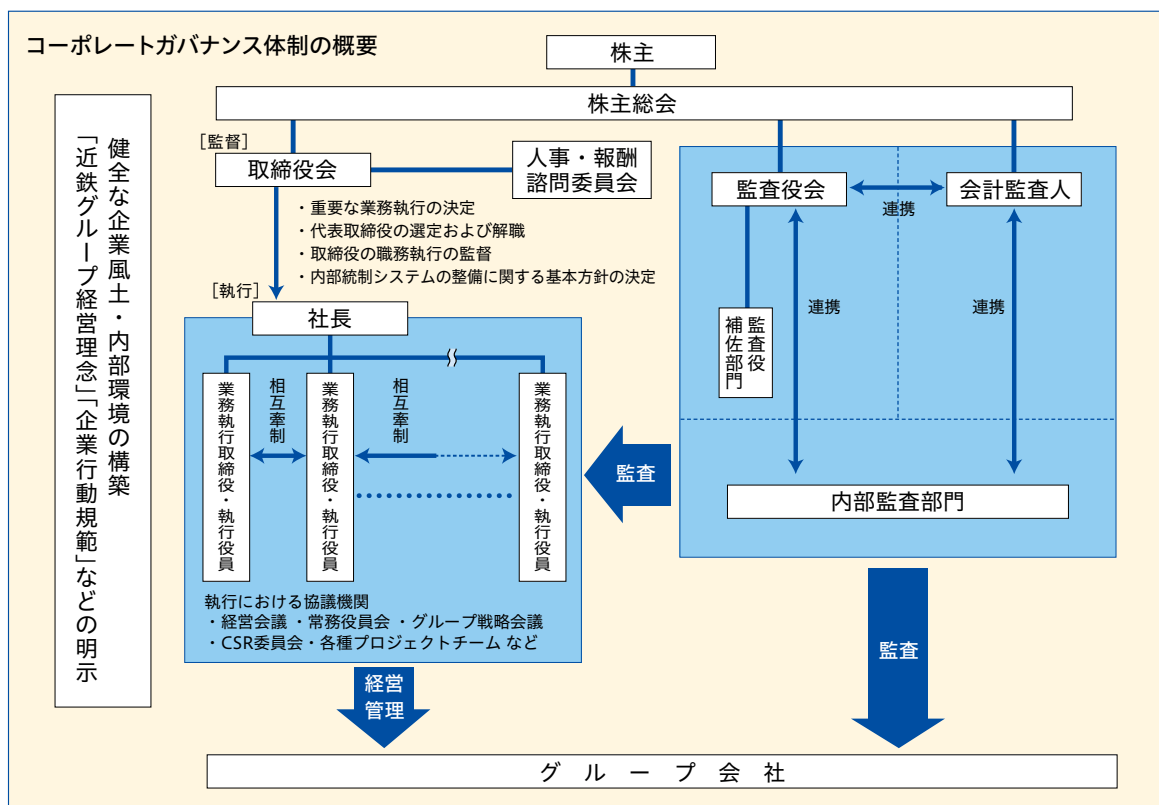 コーポレートガバナンス体制の概要
株主
株主総会
健全な企業風土・内部環境の構築
「近鉄グループ経営理念」「企業行動規範」などの明示
［監督］
取締役会
人事・報酬
諮問委員会
・重要な業務執行の決定
・代表取締役の選定および解職
・取締役の職務執行の監督
・内部統制システムの整備に関する基本方針の決定
［執行］
社長
業務執行取締役・執行役員
相互牽制
業務執行取締役・執行役員
相互牽制
業務執行取締役・執行役員
執行における協議機関
・経営会議 ・常務役員会 ・グループ戦略会議
・CSR委員会・各種プロジェクトチーム など
監査役会
連携
会計監査人
監査役
補佐部門
連携
連携
内部監査部門
監査
監査
経営
管理
グループ会社